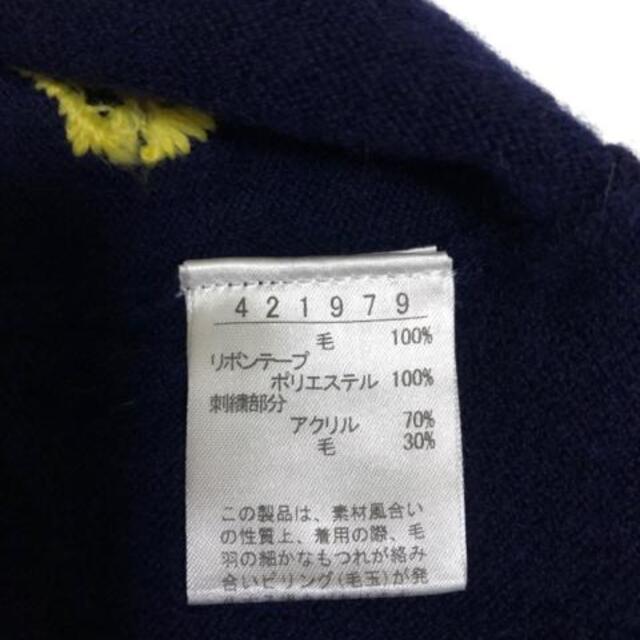 421979
毛 100%
リボンテープ
ポリエステル 100%
刺繍部分
アクリル 70%
毛 30%
この製品は、素材風合い
の性質上、着用の際、毛
羽の細かなもつれが絡み
合いピリング(毛玉)が発